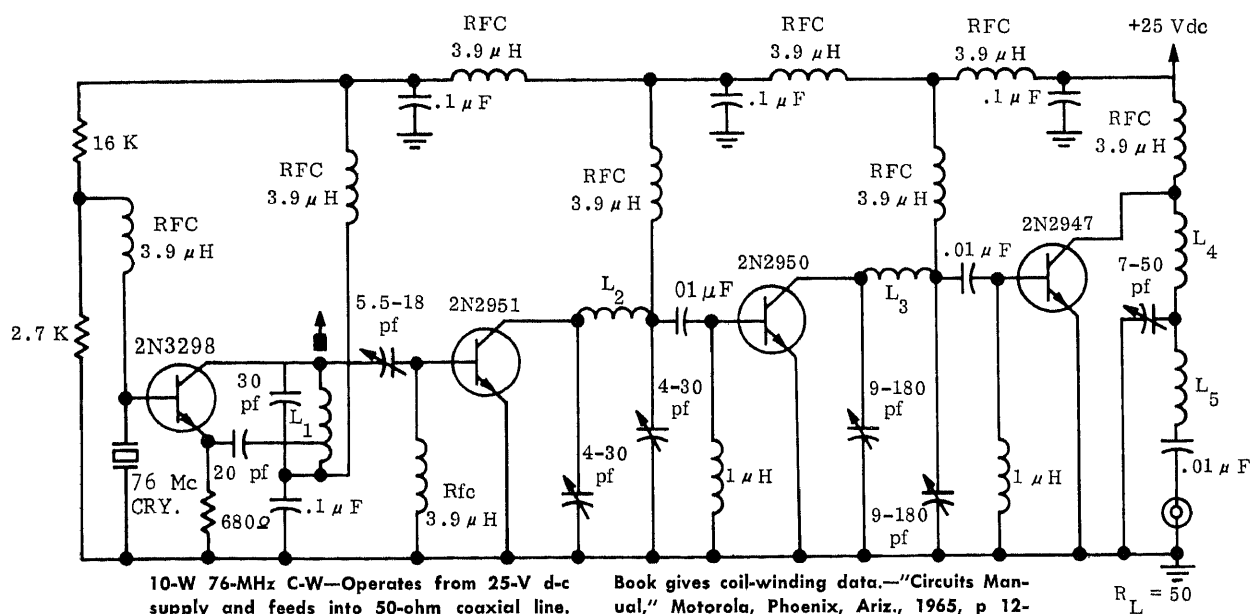 RFC
3.9 μH
RFC
3.9 μH
RFC
3.9 μH
+25 Vdc
.1 μF
.1 μF
.1 μF
16 K
RFC
3.9 μH
RFC
3.9 μH
RFC
3.9 μH
RFC
3.9 μH
RFC
3.9 μH
2N2947
.01 μF
L4
7-50
pf
2N2950
L2
01 μF
L3
5.5-18
pf
2N2951
2.7 K
2N3298
30
pf
L1
4-30
pf
9-180
pf
L5
20 pf
4-30
pf
1 μH
1 μH
.01 μF
76 Mc
CRY.
680Ω
.1 μF
Rfc
3.9 μH
9-180
pf
10-W 76-MHz C-W—Operates from 25-V d-c
supply and feeds into 50-ohm coaxial line.
Book gives coil-winding data.—"Circuits Man-
ual," Motorola, Phoenix, Ariz., 1965, p 12-
RL = 50